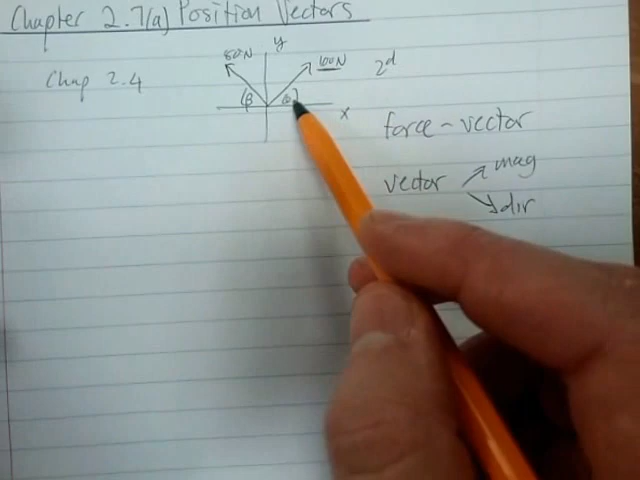 Chapter 2.7(a) Position Vectors
Chap 2.4
y
80N
100N
2d
β
x
force - vector
vector
mag
dir